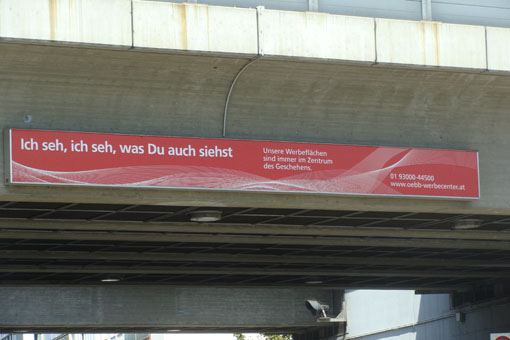 Ich seh, ich seh, was Du auch siehst
Unsere Werbeflächen
sind immer im Zentrum
des Geschehens.
01 93000-44500
www.oebb-werbecenter.at